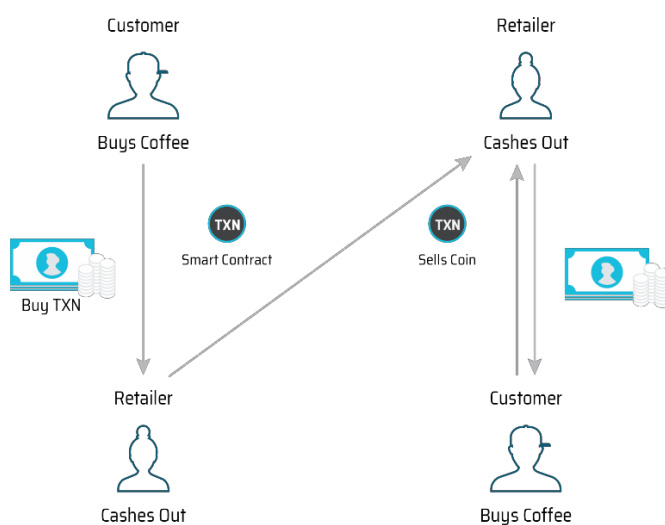 Customer
Retailer
Buys Coffee
Cashes Out
TXN
TXN
Smart Contract
Sells Coin
Buy TXN
Retailer
Customer
Cashes Out
Buys Coffee